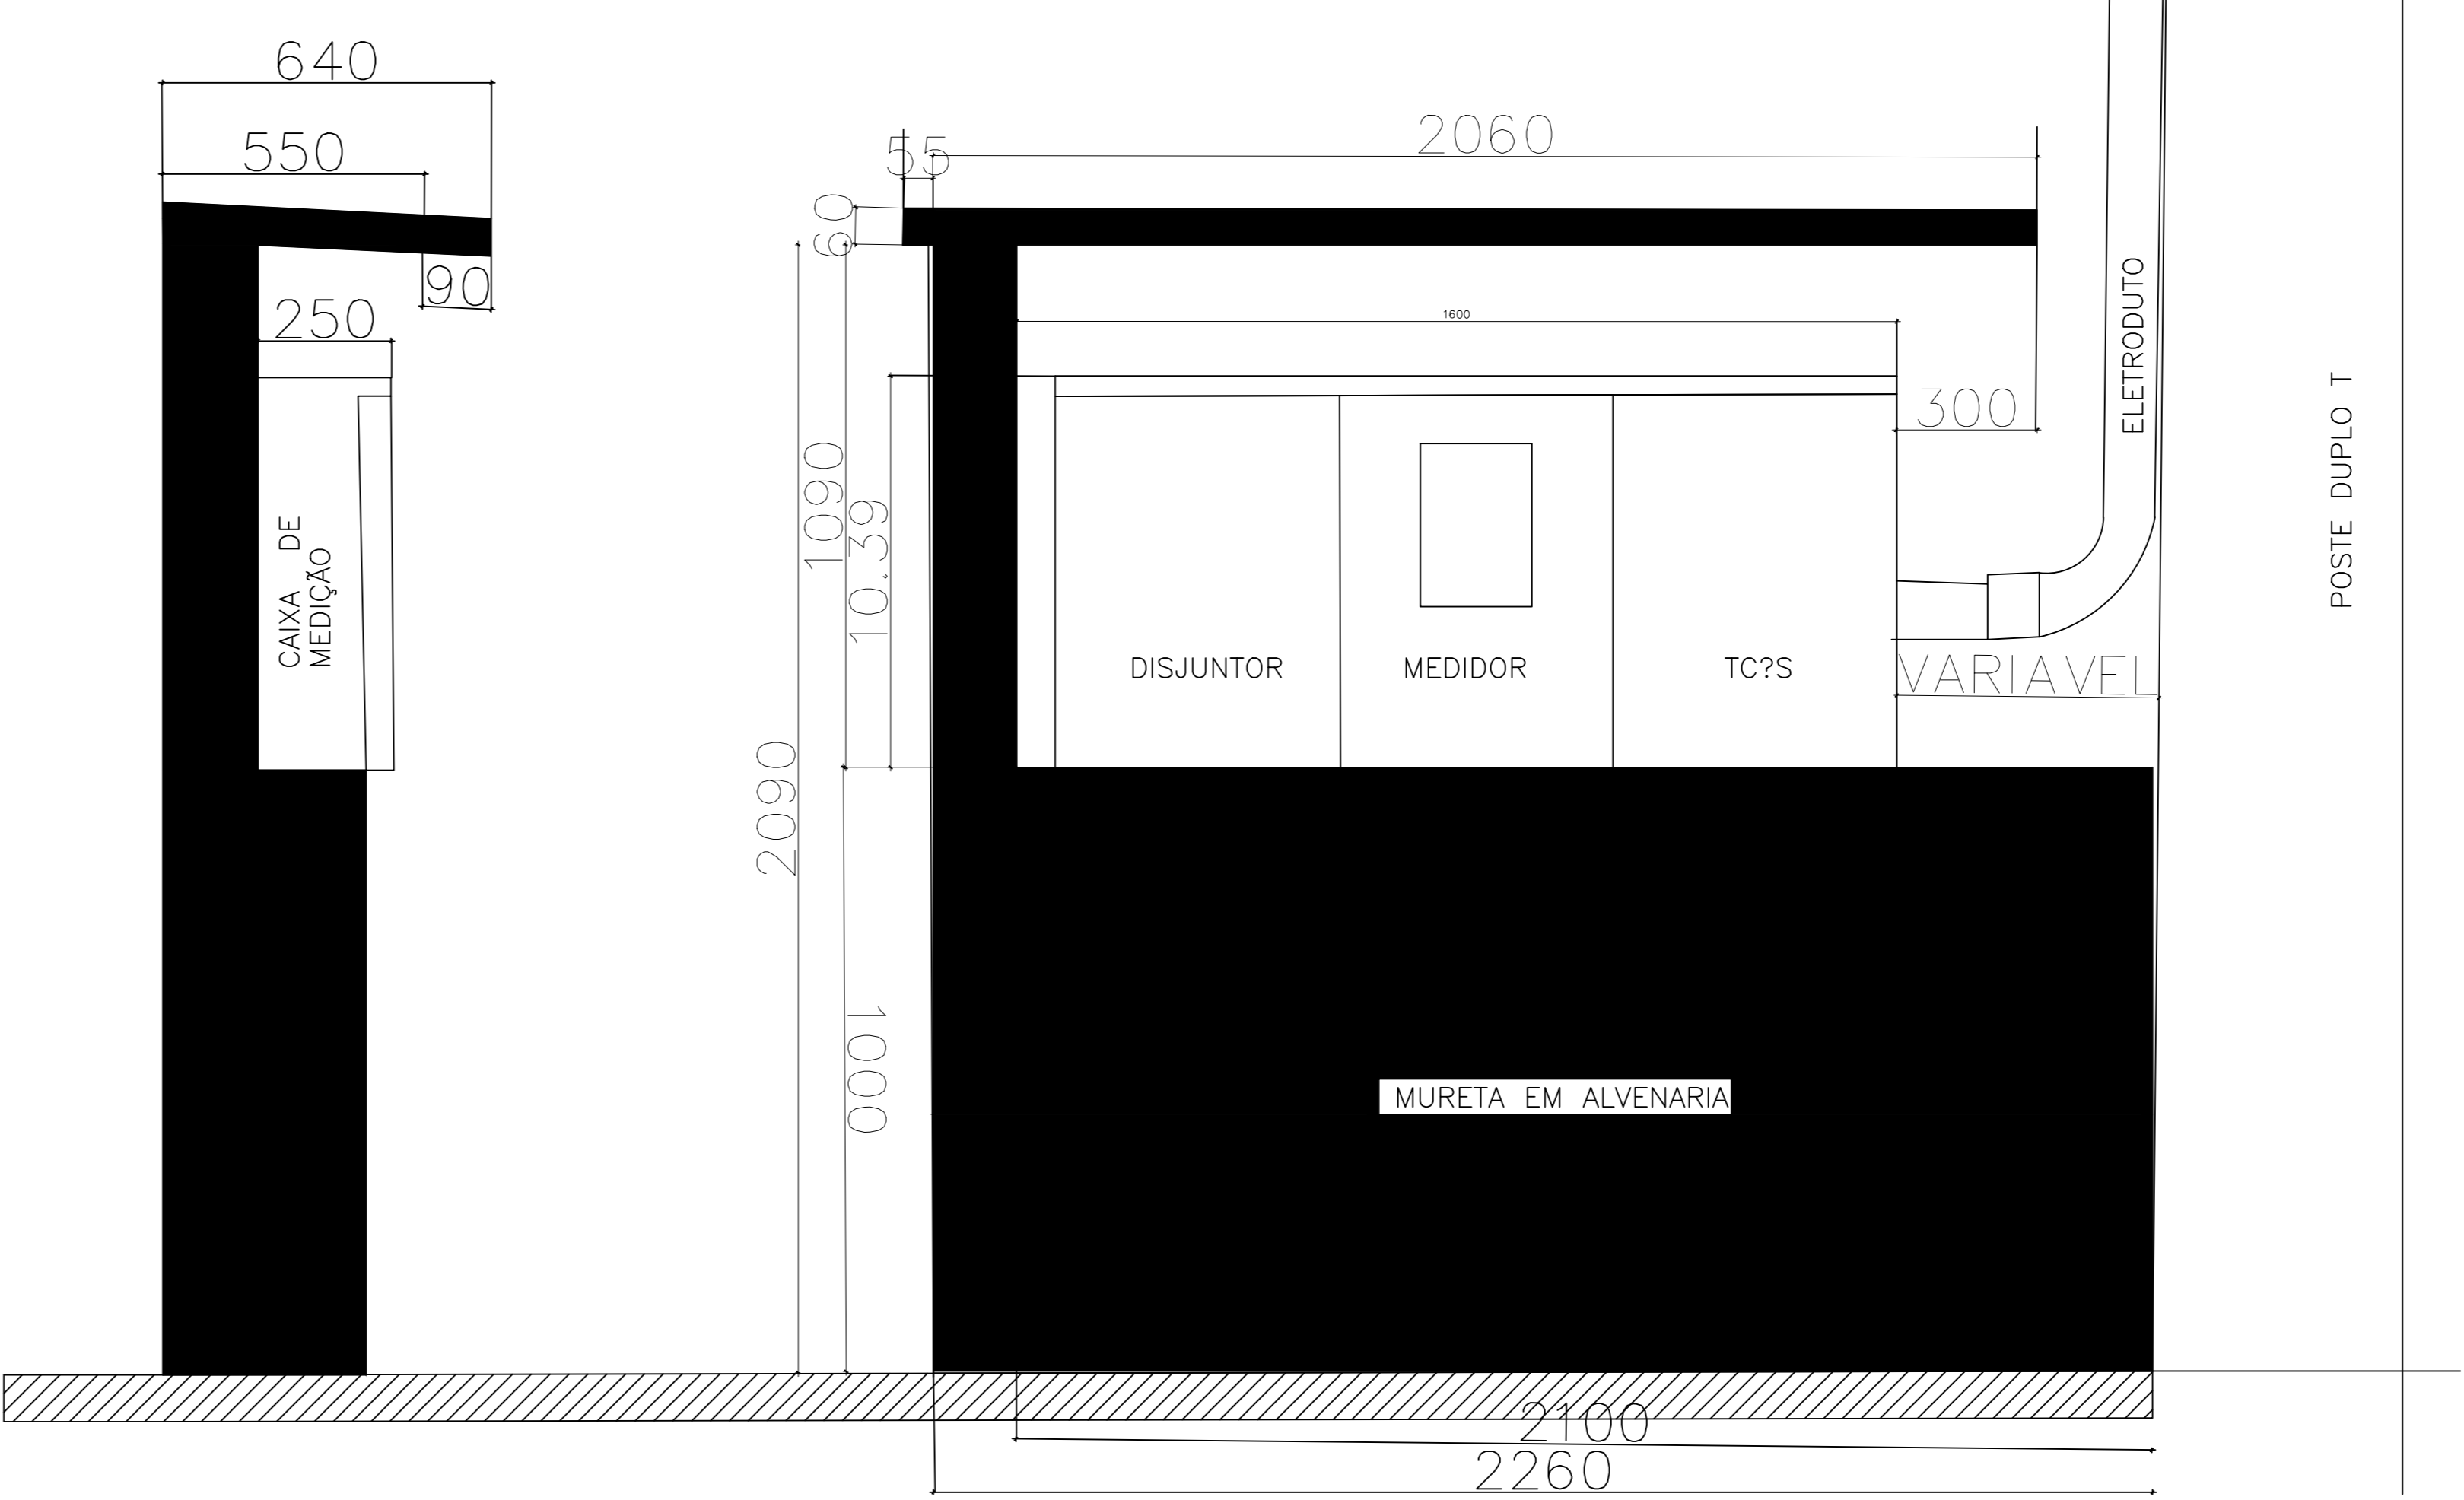 640
550
90
250
CAIXA DE
MEDIÇÃO
2060
55
60
1600
300
1090
10.39
2090
1000
ELETRODUTO
POSTE DUPLO T
DISJUNTOR
MEDIDOR
TC?S
VARIAVEL
MURETA EM ALVENARIA
2100
2260